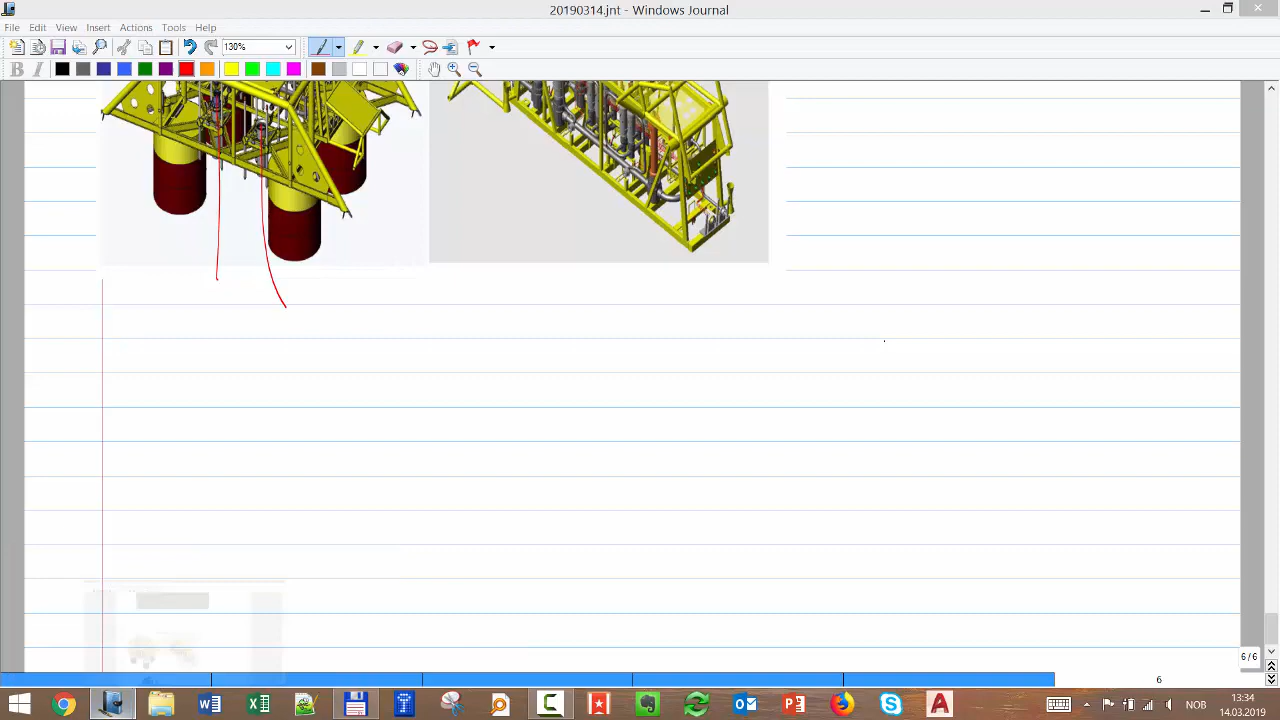 20190314.jnt - Windows Journal
File Edit View Insert Actions Tools Help
130%
B I
6 / 6
6
NOB
13:34
14.03.2019